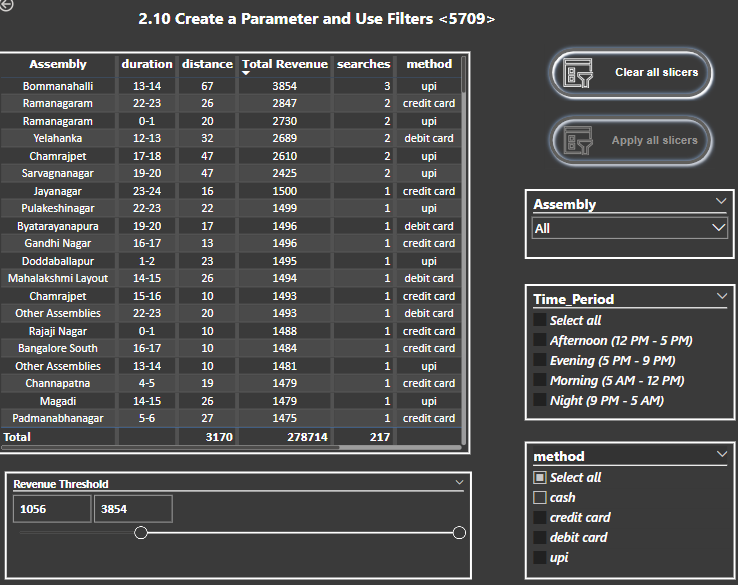 2.10 Create a Parameter and Use Filters <5709>
Assembly duration distance Total Revenue searches method
Bommanahalli 13-14 67 3854 3 upi
Ramanagaram 22-23 26 2847 2 credit card
Ramanagaram 0-1 20 2730 2 upi
Yelahanka 12-13 32 2689 2 debit card
Chamrajpet 17-18 47 2610 2 upi
Sarvagnanagar 19-20 47 2425 2 upi
Jayanagar 23-24 16 1500 1 credit card
Pulakeshinagar 22-23 22 1499 1 upi
Byatarayanapura 19-20 17 1496 1 debit card
Gandhi Nagar 16-17 13 1496 1 credit card
Doddaballapur 1-2 23 1495 1 upi
Mahalakshmi Layout 14-15 26 1494 1 debit card
Chamrajpet 15-16 10 1493 1 credit card
Other Assemblies 22-23 20 1493 1 debit card
Rajaji Nagar 0-1 10 1488 1 credit card
Bangalore South 16-17 10 1484 1 credit card
Other Assemblies 13-14 10 1481 1 upi
Channapatna 4-5 19 1479 1 credit card
Magadi 14-15 26 1479 1 upi
Padmanabhanagar 5-6 27 1475 1 credit card
Total 3170 278714 217
Revenue Threshold
1056 3854
Clear all slicers
Apply all slicers
Assembly
All
Time_Period
Select all
Afternoon (12 PM - 5 PM)
Evening (5 PM - 9 PM)
Morning (5 AM - 12 PM)
Night (9 PM - 5 AM)
method
Select all
cash
credit card
debit card
upi